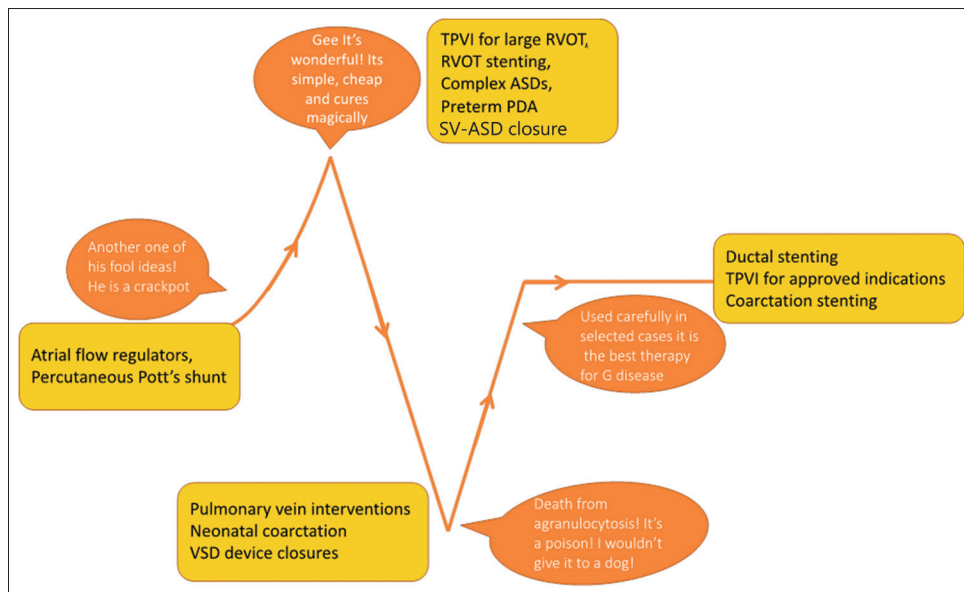 Gee It's
wonderful! Its
simple, cheap
and cures
magically
TPVI for large RVOT,
RVOT stenting,
Complex ASDs,
Preterm PDA
SV-ASD closure
Another one of
his fool ideas!
He is a crackpot
Atrial flow regulators,
Percutaneous Pott's shunt
Ductal stenting
TPVI for approved indications
Coarctation stenting
Used carefully in
selected cases it is
the best therapy
for G disease
Pulmonary vein interventions
Neonatal coarctation
VSD device closures
Death from
agranulocytosis! It's
a poison! I wouldn't
give it to a dog!